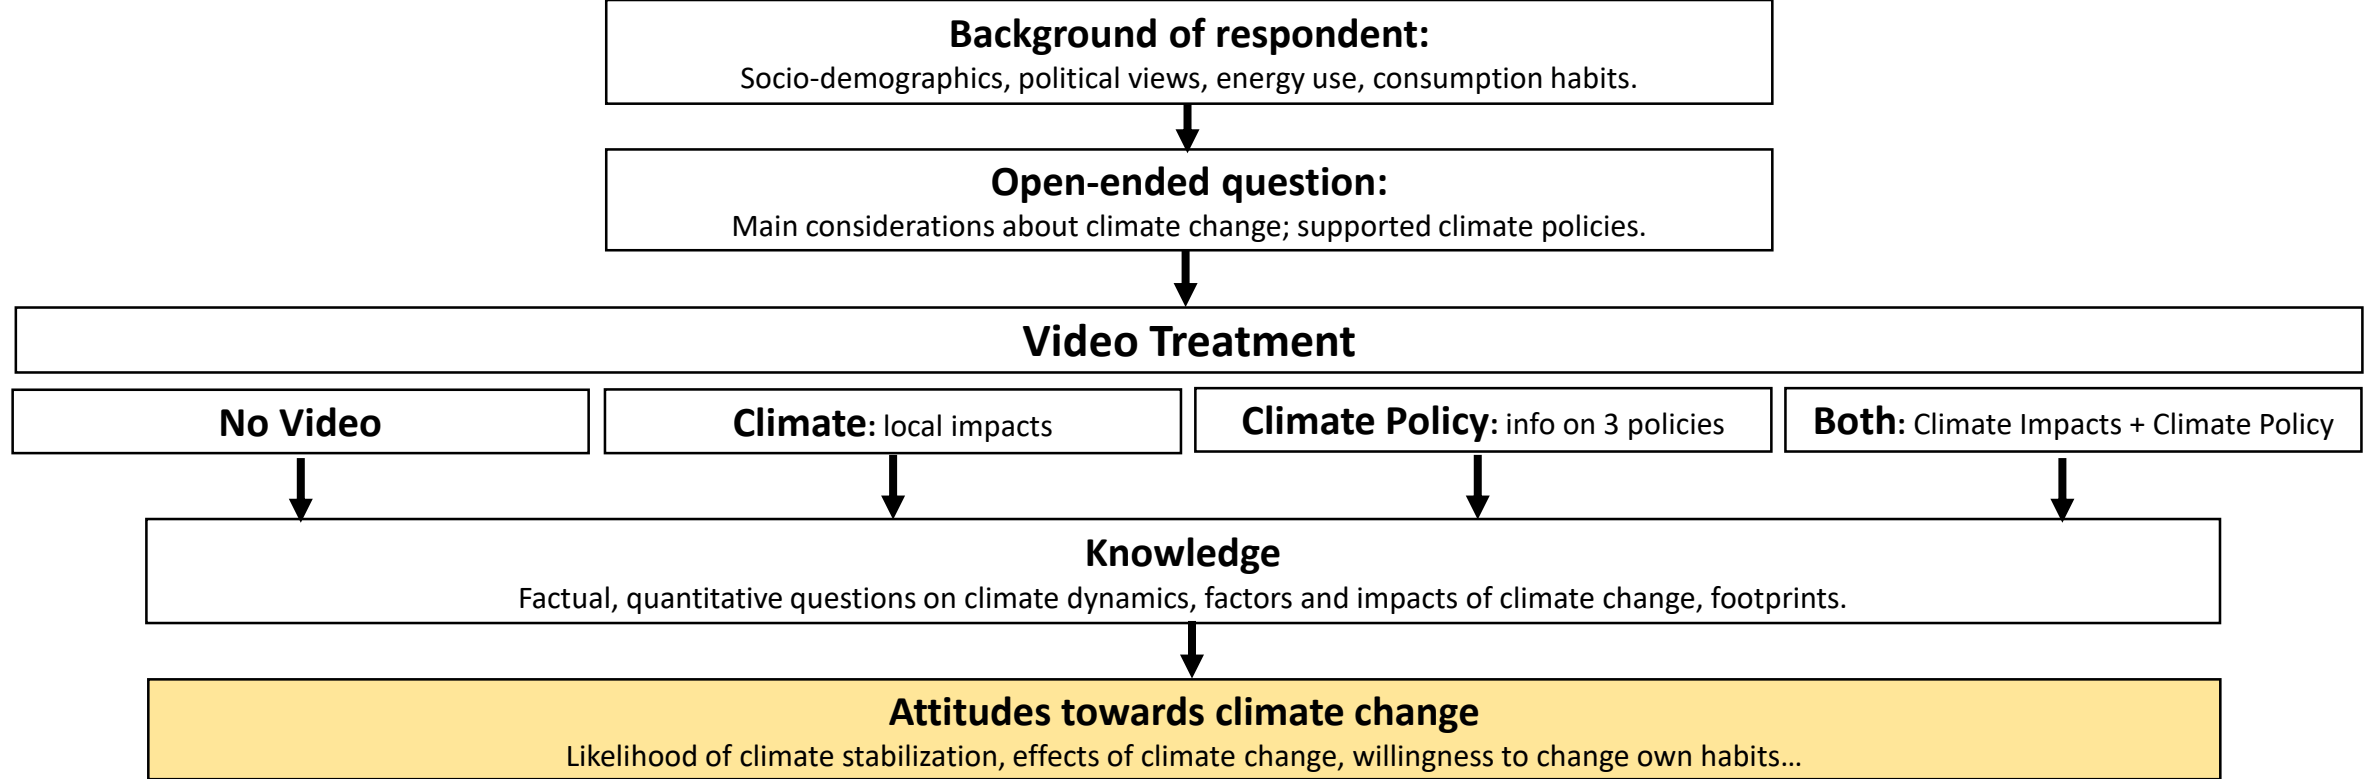 Background of respondent:
Socio-demographics, political views, energy use, consumption habits.
Open-ended question:
Main considerations about climate change; supported climate policies.
Video Treatment
No Video
Climate: local impacts
Climate Policy: info on 3 policies
Both: Climate Impacts + Climate Policy
Knowledge
Factual, quantitative questions on climate dynamics, factors and impacts of climate change, footprints.
Attitudes towards climate change
Likelihood of climate stabilization, effects of climate change, willingness to change own habits…